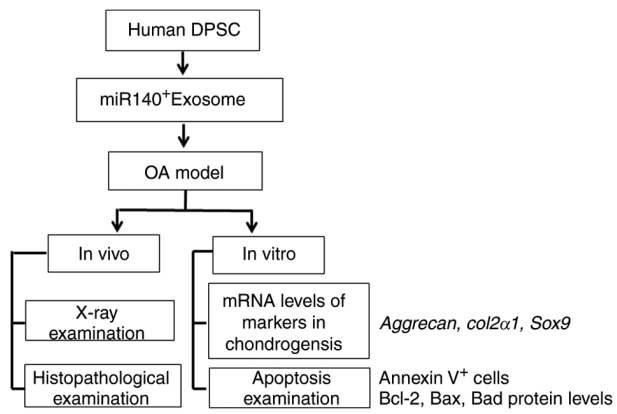 Human DPSC
miR140⁺Exosome
OA model
In vivo
In vitro
X-ray
examination
mRNA levels of
markers in
chondrogensis
Aggrecan, col2α1, Sox9
Histopathological
examination
Apoptosis
examination
Annexin V⁺ cells
Bcl-2, Bax, Bad protein levels